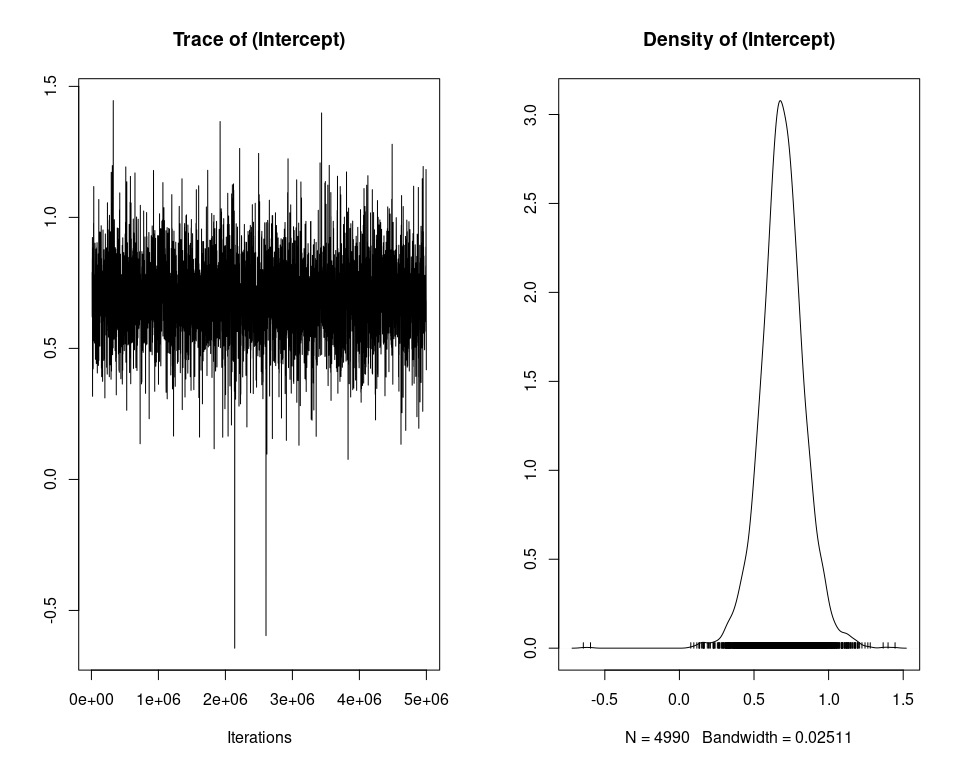 Trace of (Intercept)
1.5
1.0
0.5
0.0
-0.5
0e+00 1e+06 2e+06 3e+06 4e+06 5e+06
Iterations
Density of (Intercept)
3.0
2.5
2.0
1.5
1.0
0.5
0.0
-0.5 0.0 0.5 1.0 1.5
N = 4990 Bandwidth = 0.02511